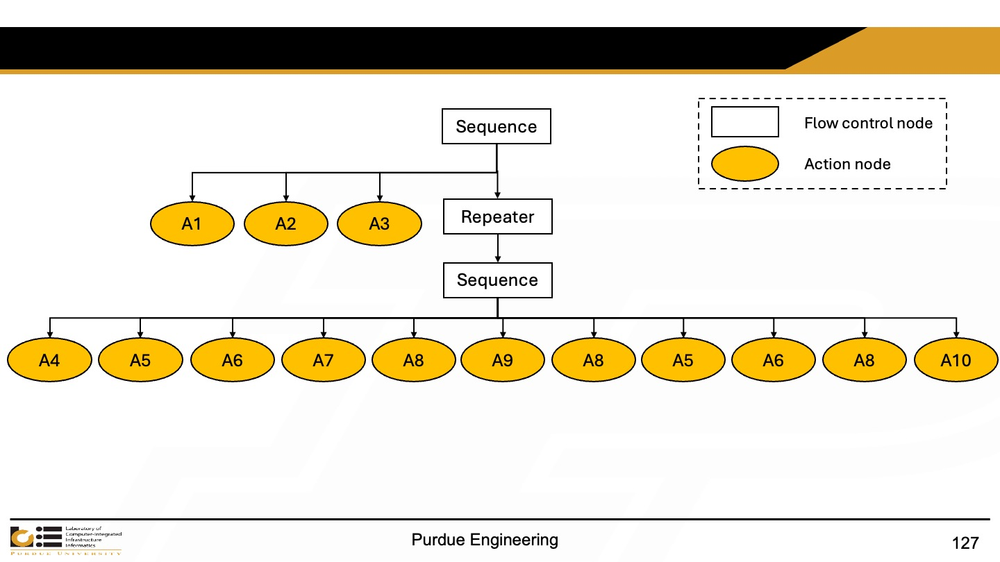 Sequence
Flow control node
Action node
A1 A2 A3
Repeater
Sequence
A4 A5 A6 A7 A8 A9 A8 A5 A6 A8 A10
Laboratory of
Computer-Integrated
Infrastructure
Informatics
PURDUE UNIVERSITY
Purdue Engineering
127